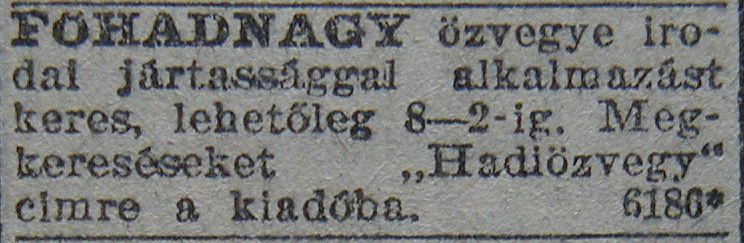 FŐHADNAGY özvegye iro-
dai jártassággal alkalmazást
keres, lehetőleg 8—2-ig. Meg-
kereséseket „Hadiözvegy“
cimre a kiadóba. 6186*